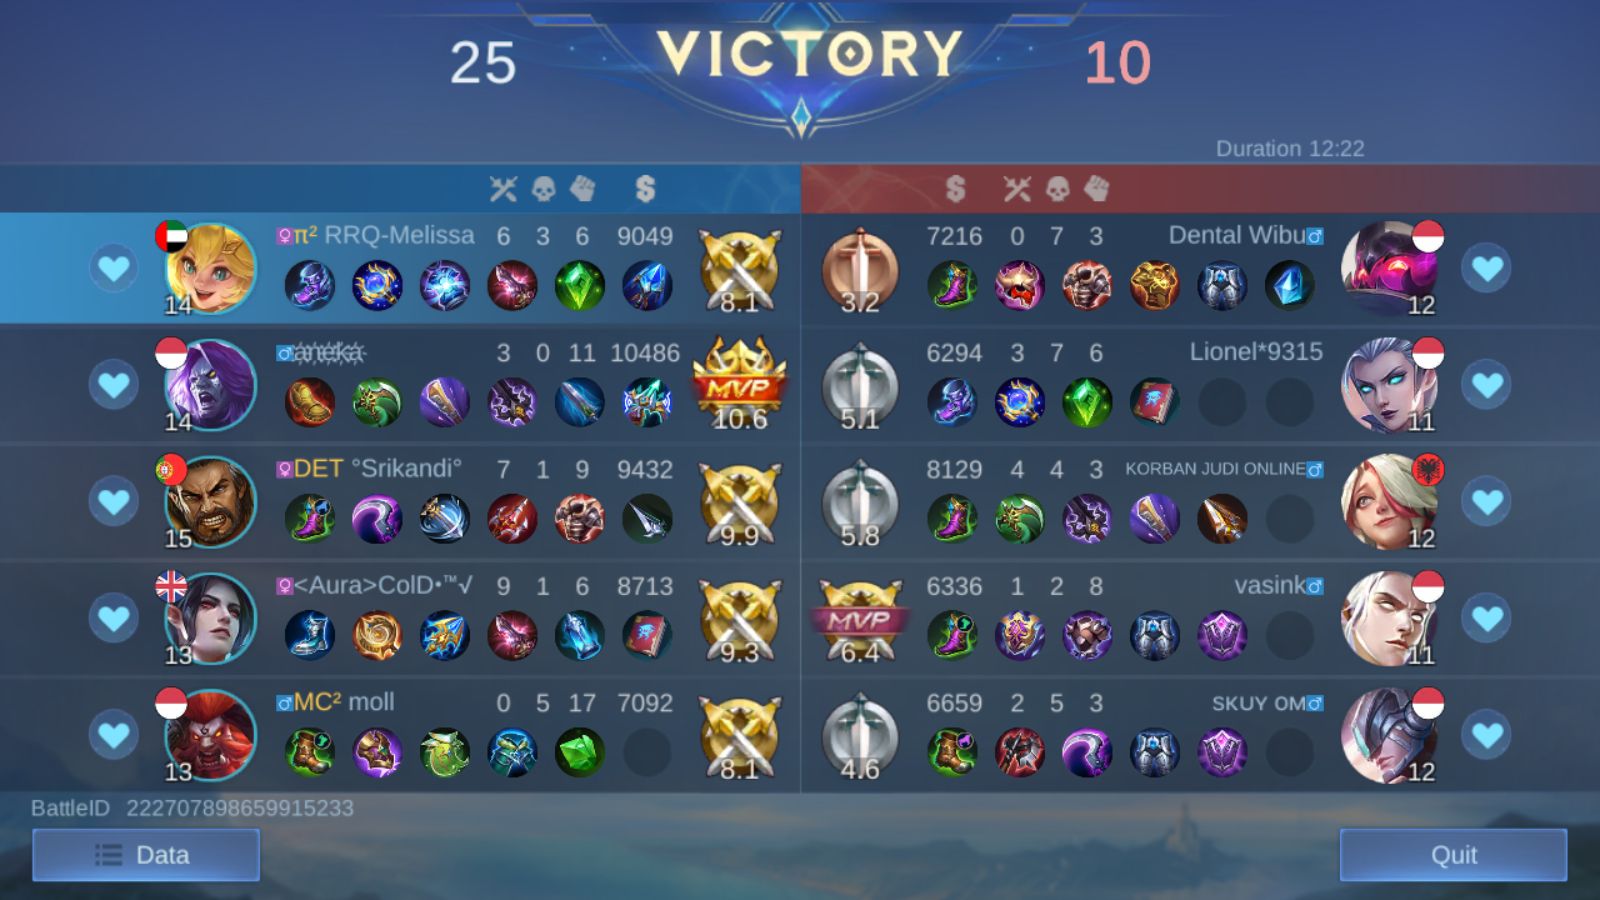 25 VICTORY 10
Duration 12:22
π² RRQ-Melissa 6 3 6 9049
14 8.1
3.2 7216 0 7 3 Dental Wibu
12
aneka 3 0 11 10486
14 MVP 10.6
5.1 6294 3 7 6 Lionel*9315
11
DET °Srikandi° 7 1 9 9432
15 9.9
5.8 8129 4 4 3 KORBAN JUDI ONLINE
12
<Aura>ColD•™√ 9 1 6 8713
13 9.3
MVP 6.4 6336 1 2 8 vasink
11
MC² moll 0 5 17 7092
13 8.1
4.6 6659 2 5 3 SKUY OM
12
BattleID 222707898659915233
Data
Quit